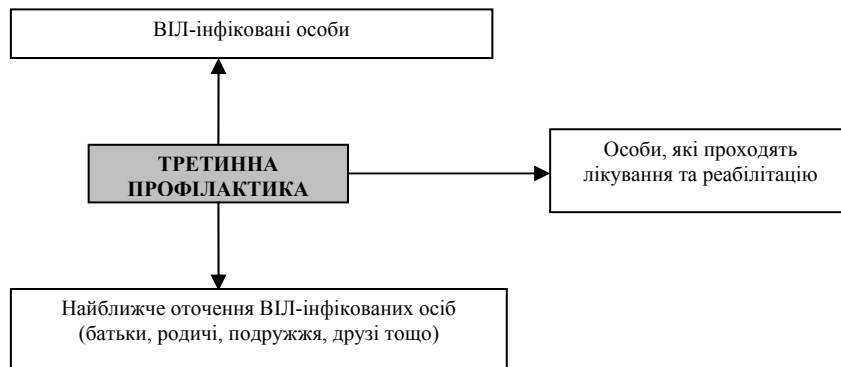 ВІЛ-інфіковані особи
ТРЕТИННА
ПРОФІЛАКТИКА
Особи, які проходять
лікування та реабілітацію
Найближче оточення ВІЛ-інфікованих осіб
(батьки, родичі, подружжя, друзі тощо)